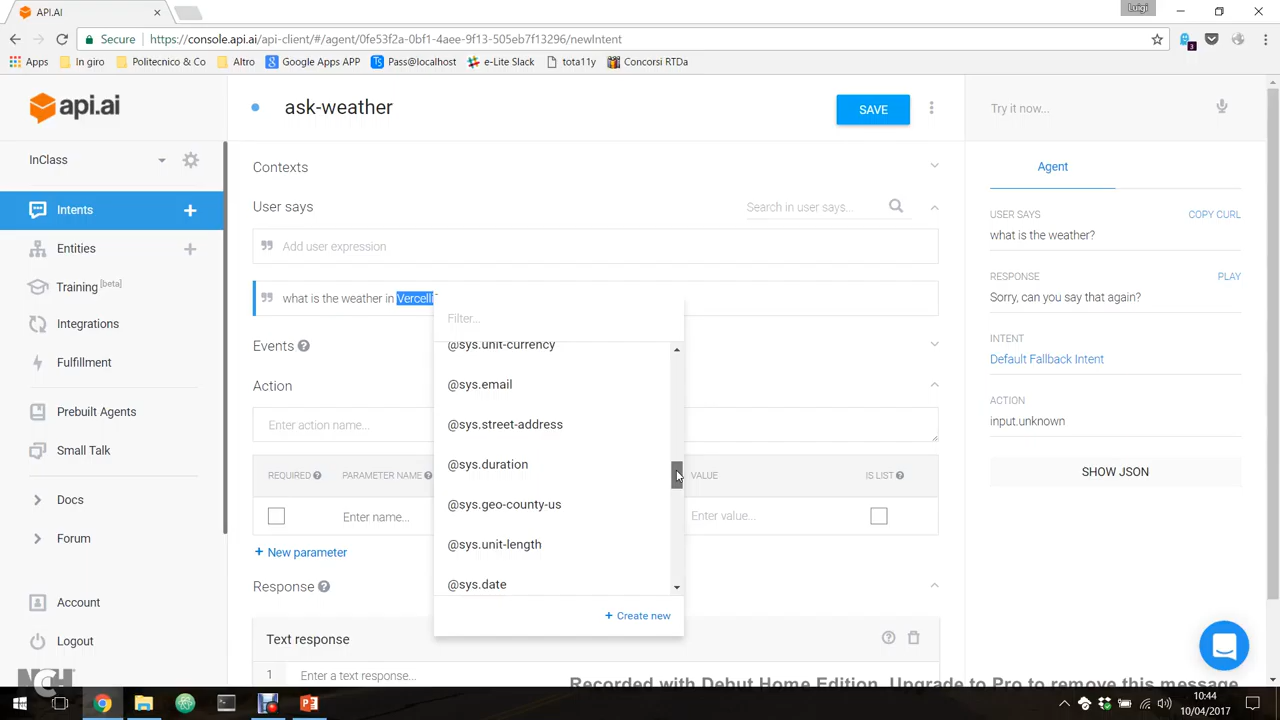 API.AI
Luigi
Secure
https://console.api.ai/api-client/#/agent/0fe53f2a-0bf1-4aee-9f13-505eb7f13296/newIntent
3
Apps
In giro
Politecnico & Co
Altro
Google Apps APP
Pass@localhost
e-Lite Slack
tota11y
Concorsi RTDa
api.ai
ask-weather
SAVE
Try it now...
InClass
Contexts
Agent
Intents
User says
Search in user says...
USER SAYS
COPY CURL
what is the weather?
Entities
Add user expression
Training [beta]
RESPONSE
PLAY
Sorry, can you say that again?
what is the weather in Vercelli
Filter...
Integrations
INTENT
Default Fallback Intent
Events
@sys.unit-currency
Fulfillment
@sys.email
Action
ACTION
input.unknown
Prebuilt Agents
Enter action name...
@sys.street-address
Small Talk
@sys.duration
REQUIRED
PARAMETER NAME
VALUE
IS LIST
SHOW JSON
Docs
@sys.geo-county-us
Enter name...
Enter value...
Forum
@sys.unit-length
+ New parameter
@sys.date
Response
Account
+ Create new
Text response
Logout
1
Enter a text response...
NCH
Recorded with Debut Home Edition. Upgrade to Pro to remove this message
10:44
10/04/2017